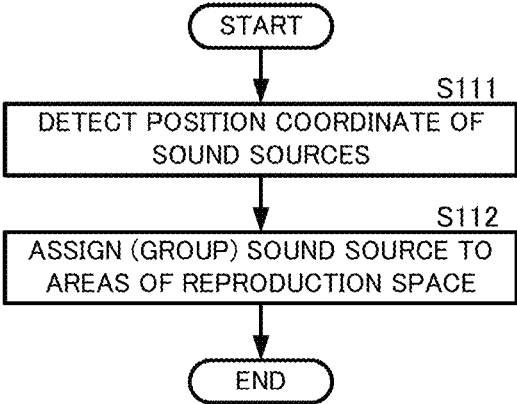 START
S111
DETECT POSITION COORDINATE OF
SOUND SOURCES
S112
ASSIGN (GROUP) SOUND SOURCE TO
AREAS OF REPRODUCTION SPACE
END